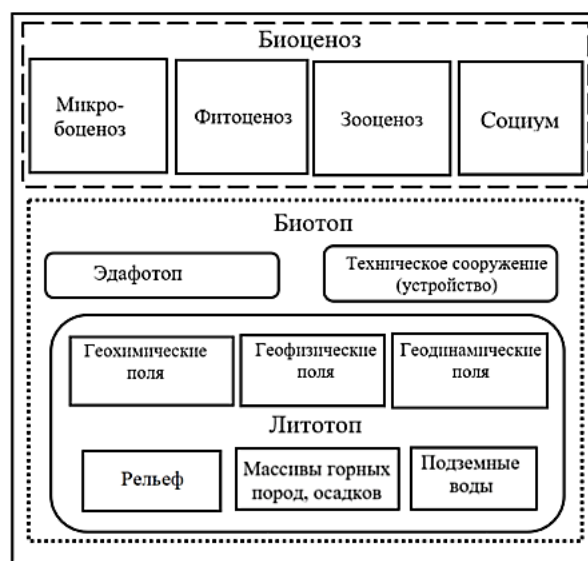 Биоценоз
Микро-
боценоз
Фитоценоз
Зооценоз
Социум
Биотоп
Эдафотоп
Техническое сооружение
(устройство)
Геохимические
поля
Геофизические
поля
Геодинамические
поля
Литотоп
Рельеф
Массивы горных
пород, осадков
Подземные
воды